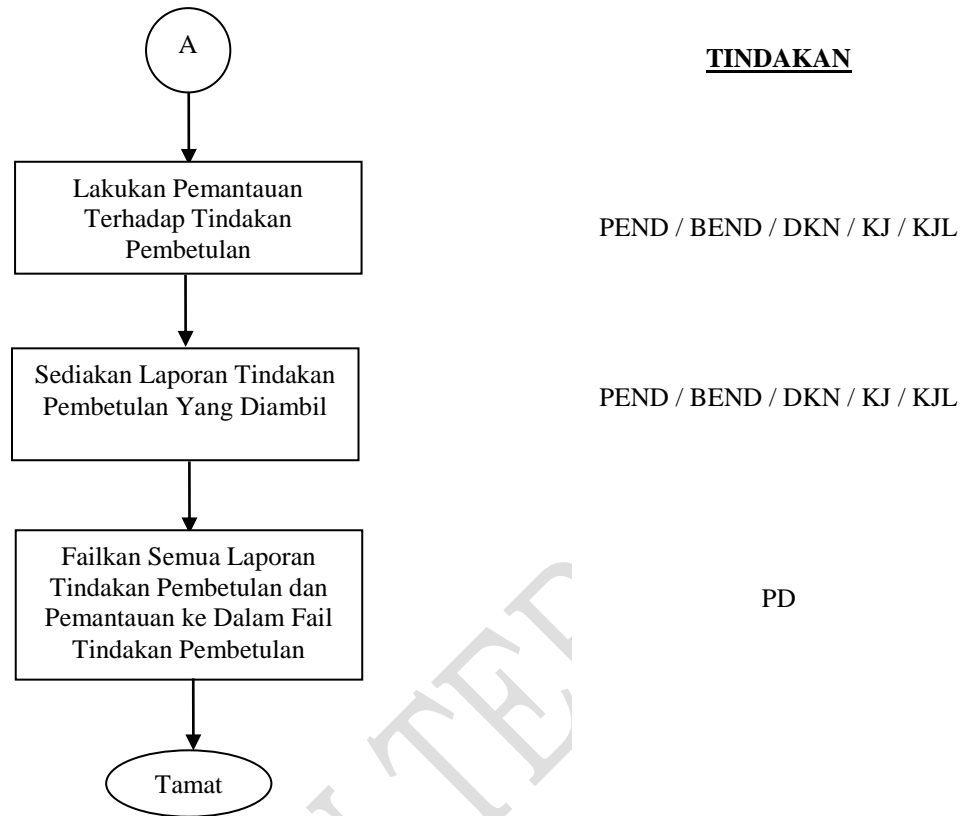 A
TINDAKAN
Lakukan Pemantauan
Terhadap Tindakan
Pembetulan
PEND / BEND / DKN / KJ / KJL
Sediakan Laporan Tindakan
Pembetulan Yang Diambil
PEND / BEND / DKN / KJ / KJL
Failkan Semua Laporan
Tindakan Pembetulan dan
Pemantauan ke Dalam Fail
Tindakan Pembetulan
PD
Tamat